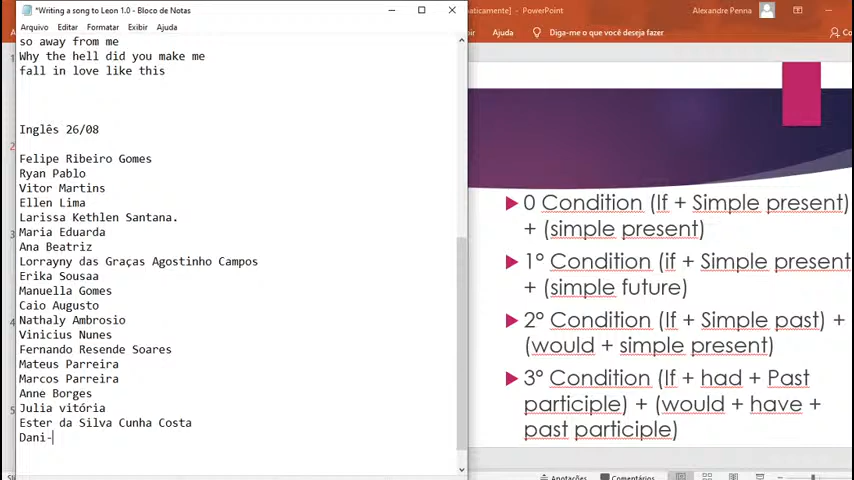 *Writing a song to Leon 1.0 - Bloco de Notas
Arquivo Editar Formatar Exibir Ajuda
so away from me
Why the hell did you make me
fall in love like this
Inglês 26/08
Felipe Ribeiro Gomes
Ryan Pablo
Vitor Martins
Ellen Lima
Larissa Kethlen Santana.
Maria Eduarda
Ana Beatriz
Lorrayny das Graças Agostinho Campos
Erika Sousaa
Manuella Gomes
Caio Augusto
Nathaly Ambrosio
Vinicius Nunes
Fernando Resende Soares
Mateus Parreira
Marcos Parreira
Anne Borges
Julia vitória
Ester da Silva Cunha Costa
Dani-
PowerPoint
Alexandre Penna
Ajuda
Diga-me o que você deseja fazer
0 Condition (If + Simple present)
+ (simple present)
1º Condition (if + Simple present
+ (simple future)
2º Condition (If + Simple past) +
(would + simple present)
3º Condition (If + had + Past
participle) + (would + have +
past participle)
Anotações Comentários